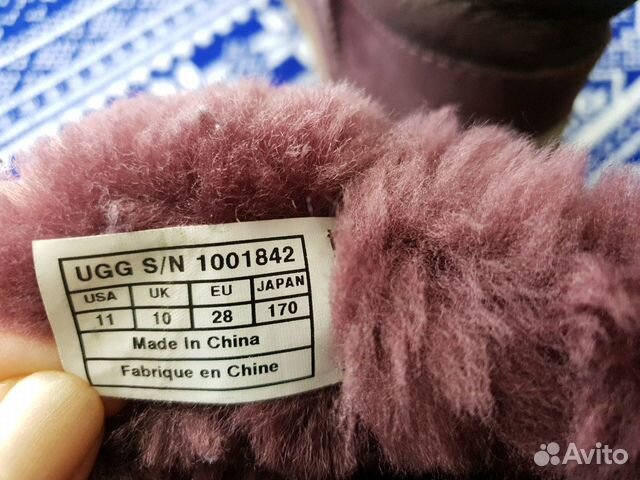 UGG S/N 1001842
USA UK EU JAPAN
11 10 28 170
Made In China
Fabrique en Chine
Avito